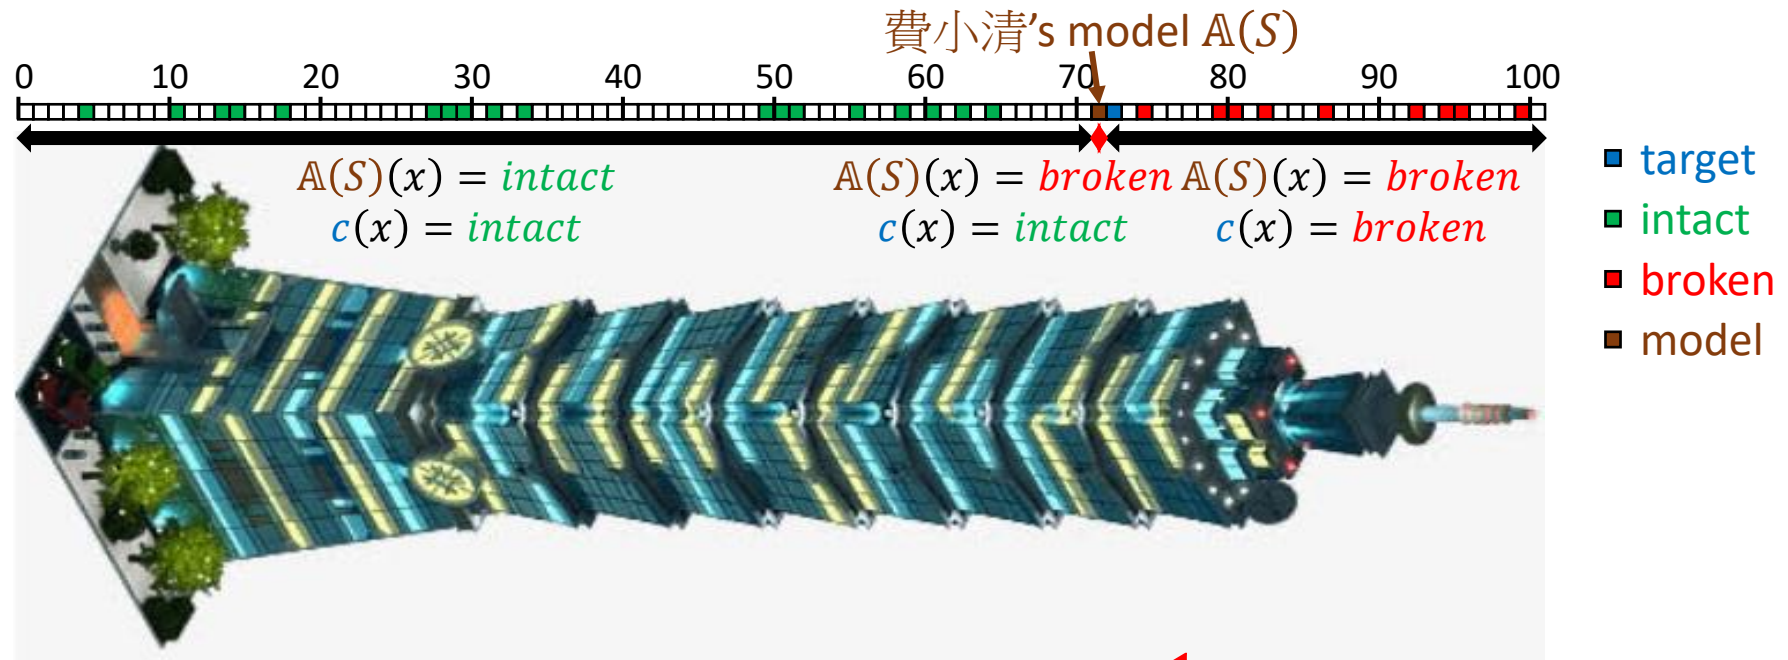 費小清's model 𝔸(S)
0 10 20 30 40 50 60 70 80 90 100
𝔸(S)(x) = intact
c(x) = intact
𝔸(S)(x) = broken
c(x) = intact
𝔸(S)(x) = broken
c(x) = broken
target
intact
broken
model